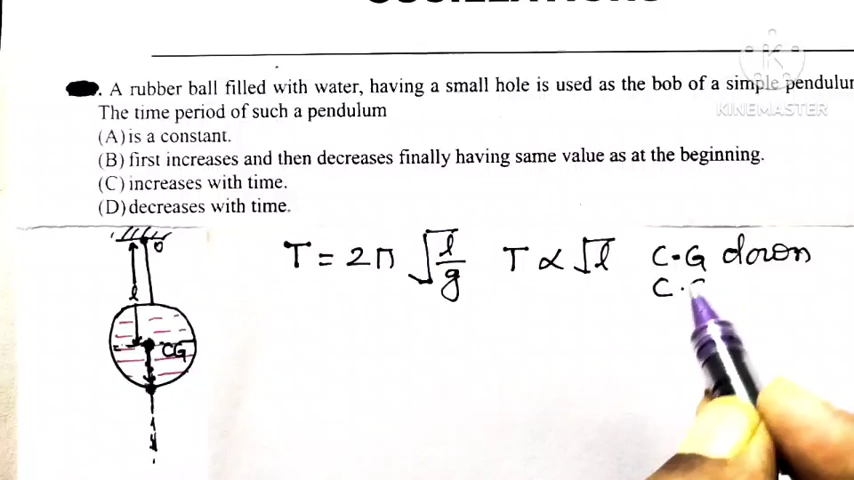 KINEMASTER
. A rubber ball filled with water, having a small hole is used as the bob of a simple pendulum
The time period of such a pendulum
(A) is a constant.
(B) first increases and then decreases finally having same value as at the beginning.
(C) increases with time.
(D) decreases with time.
O
l
CG
T = 2π √l/g T ∝ √l C.G down
C.G